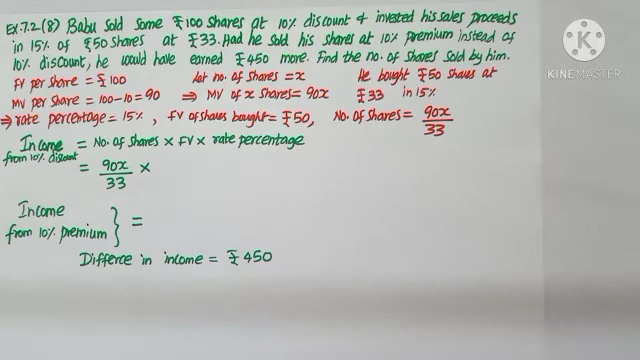 Ex:7.2(8) Babu sold some ₹100 shares at 10% discount & invested his sales proceeds
in 15% of ₹50 shares at ₹33. Had he sold his shares at 10% premium instead of
10% discount, he would have earned ₹450 more. Find the no. of shares sold by him.
FV per share = ₹100 let no. of shares = x He bought ₹50 shares at
MV per share = 100-10=90 ⇒ MV of x shares = 90x ₹33 in 15%
⇒ rate percentage = 15%, FV of shares bought = ₹50, No. of shares = 90x/33
Income from 10% discount = No. of shares × FV × rate percentage
= 90x/33 ×
Income
from 10% premium } =
Differce in income = ₹450
KINEMASTER